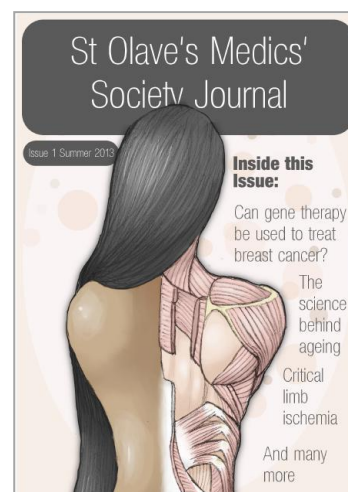 St Olave's Medics'
Society Journal
Issue 1 Summer 2013
Inside this
Issue:
Can gene therapy
be used to treat
breast cancer?
The
science
behind
ageing
Critical
limb
ischemia
And many
more